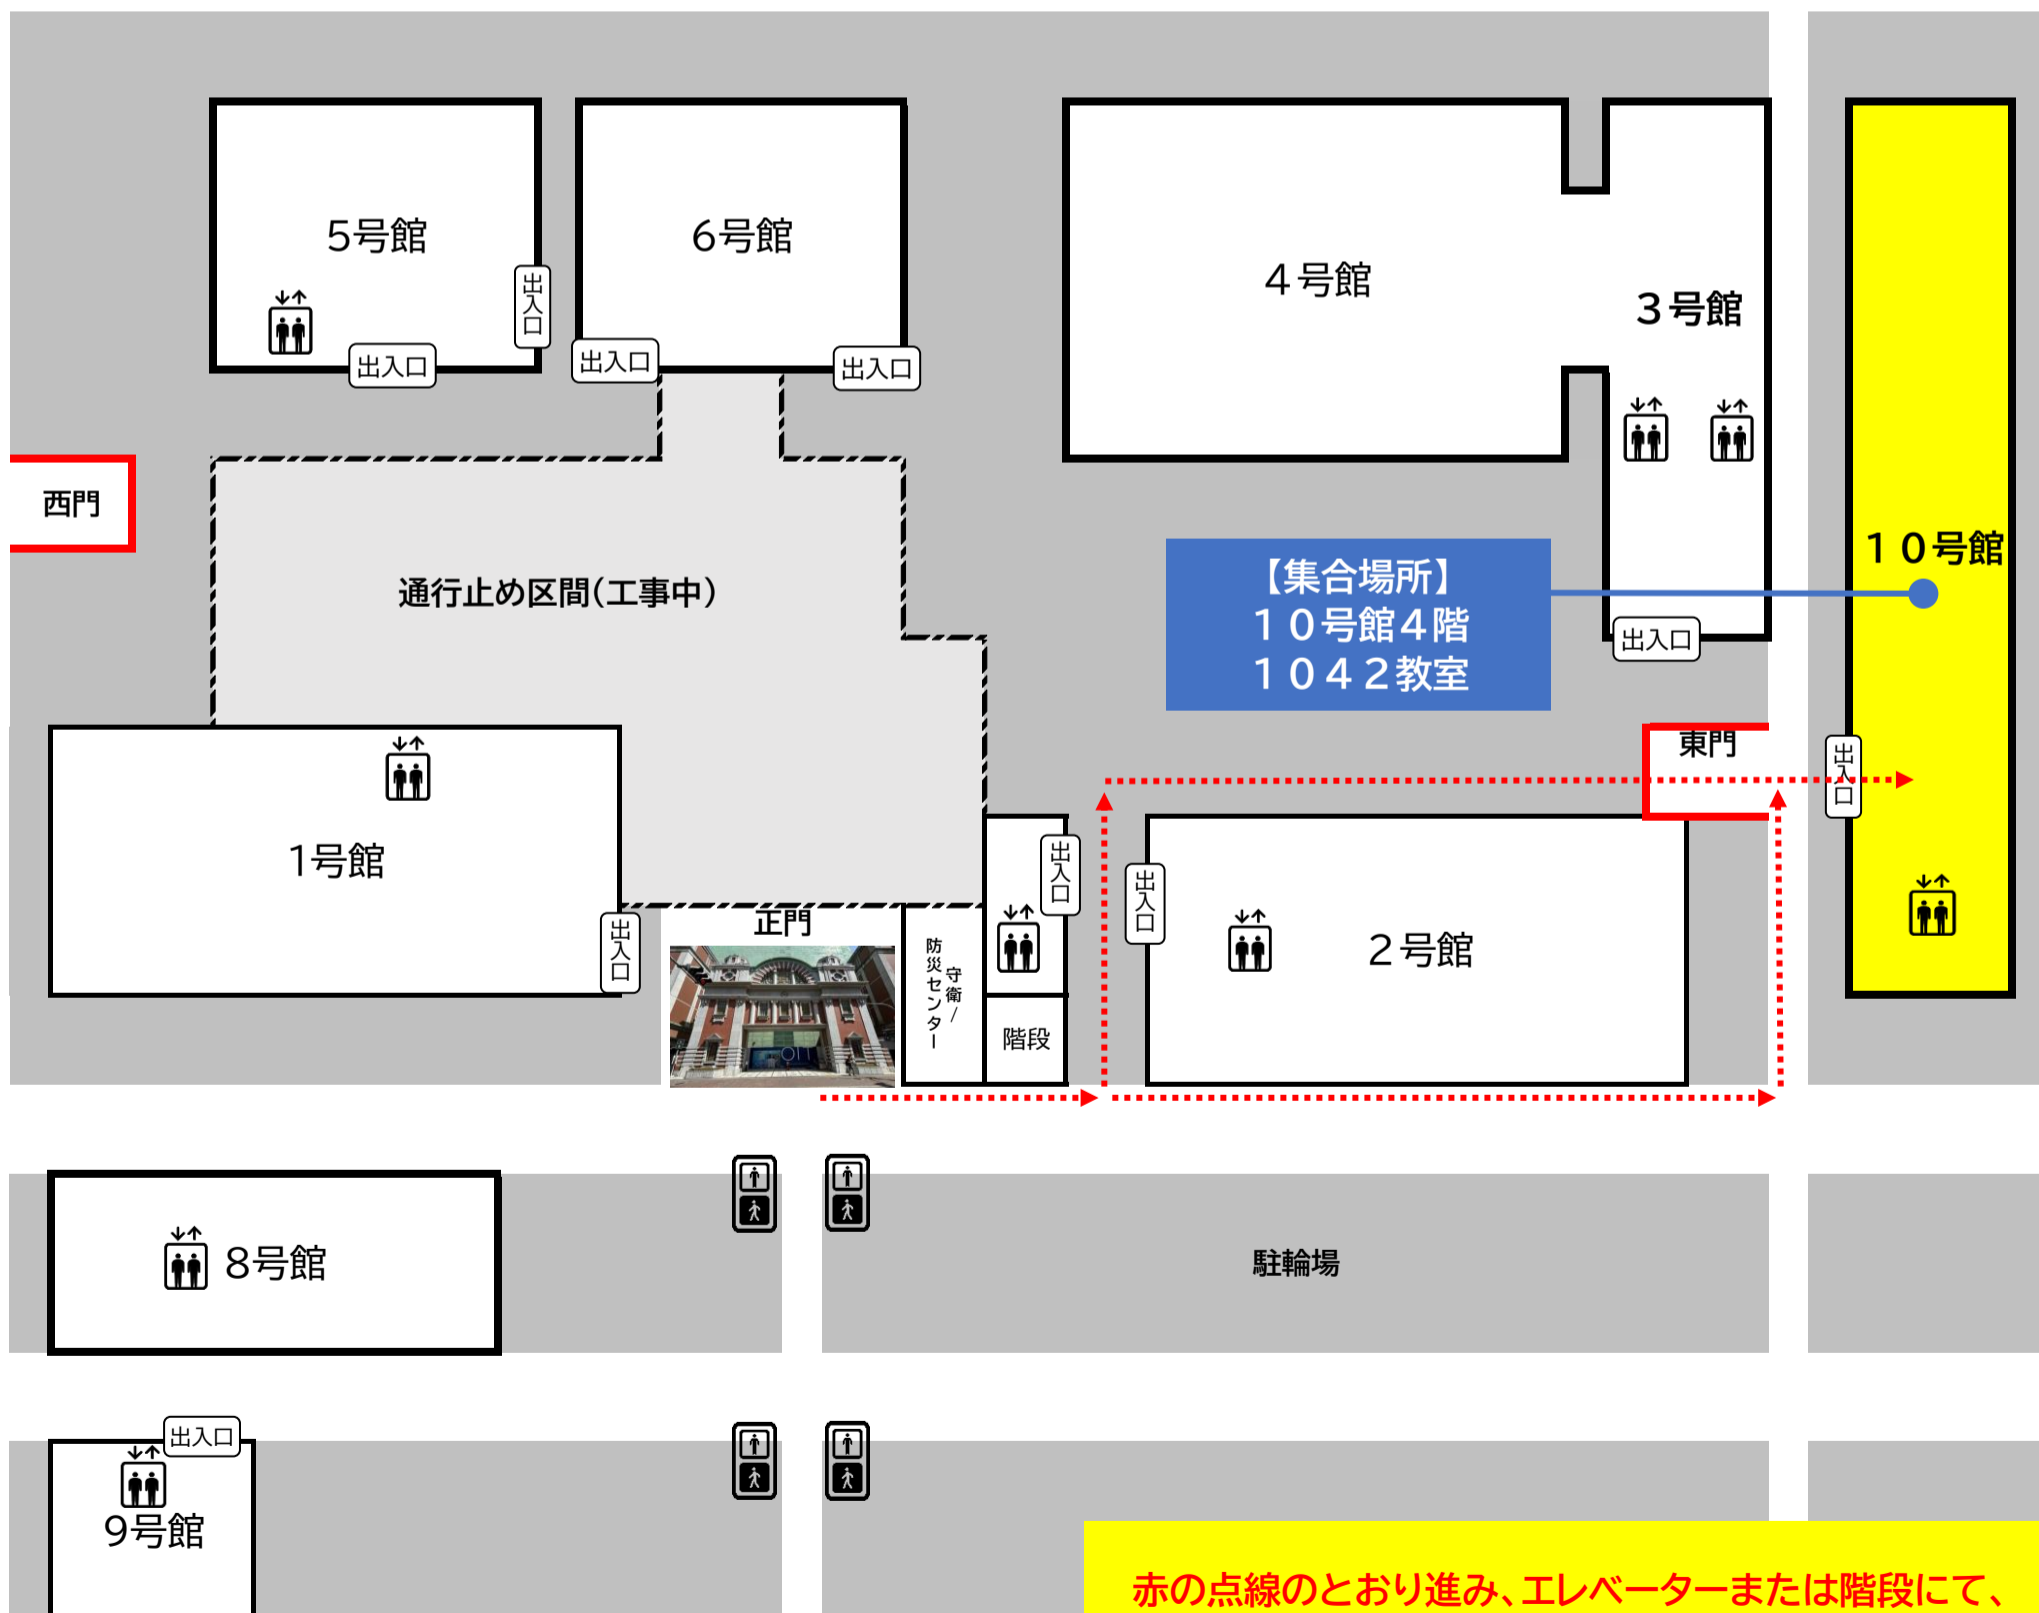 5号館
6号館
4号館
3号館
出入口
出入口
出入口
出入口
西門
10号館
通行止め区間(工事中)
【集合場所】
10号館4階
1042教室
出入口
東門
出入口
1号館
出入口
出入口
2号館
出入口
正門
守衛/
防災センター
階段
8号館
駐輪場
出入口
9号館
赤の点線のとおり進み、エレベーターまたは階段にて、